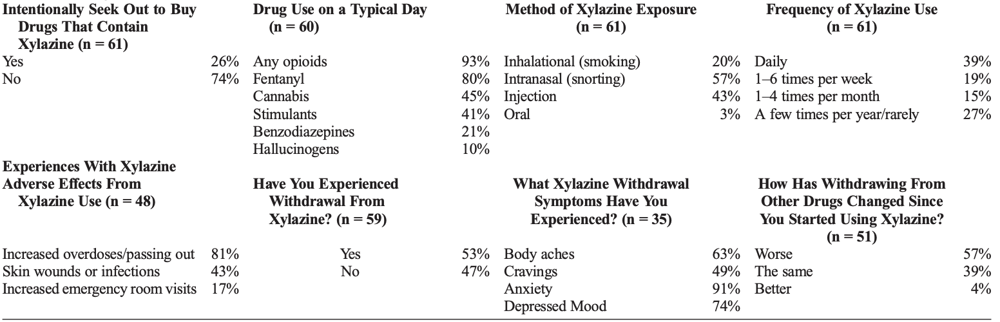 Intentionally Seek Out to Buy Drugs That Contain Xylazine (n = 61)
Yes 26%
No 74%
Drug Use on a Typical Day (n = 60)
Any opioids 93%
Fentanyl 80%
Cannabis 45%
Stimulants 41%
Benzodiazepines 21%
Hallucinogens 10%
Method of Xylazine Exposure (n = 61)
Inhalational (smoking) 20%
Intranasal (snorting) 57%
Injection 43%
Oral 3%
Frequency of Xylazine Use (n = 61)
Daily 39%
1–6 times per week 19%
1–4 times per month 15%
A few times per year/rarely 27%
Experiences With Xylazine
Adverse Effects From Xylazine Use (n = 48)
Increased overdoses/passing out 81%
Skin wounds or infections 43%
Increased emergency room visits 17%
Have You Experienced Withdrawal From Xylazine? (n = 59)
Yes 53%
No 47%
What Xylazine Withdrawal Symptoms Have You Experienced? (n = 35)
Body aches 63%
Cravings 49%
Anxiety 91%
Depressed Mood 74%
How Has Withdrawing From Other Drugs Changed Since You Started Using Xylazine? (n = 51)
Worse 57%
The same 39%
Better 4%